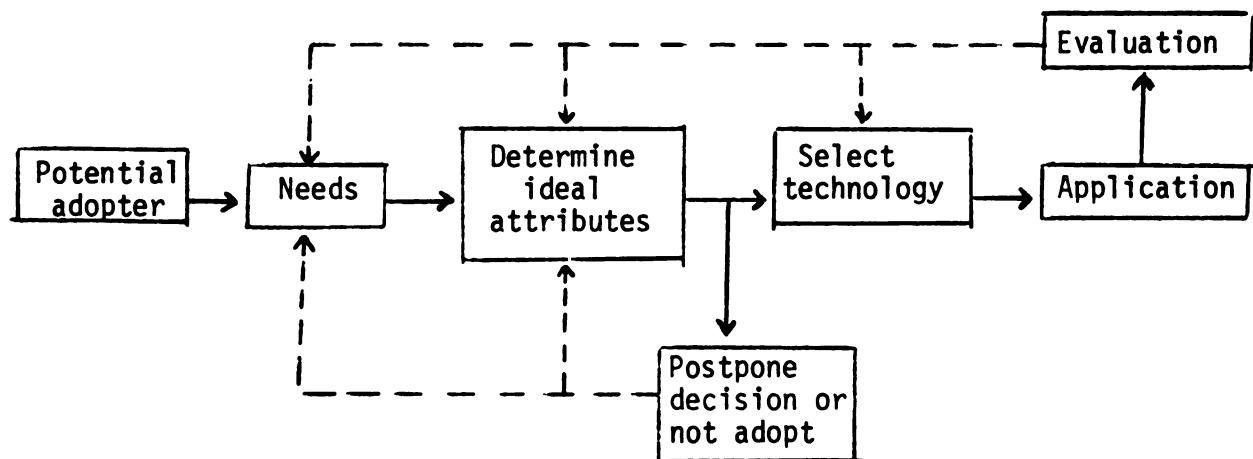 Evaluation
Potential
adopter
Needs
Determine
ideal
attributes
Select
technology
Application
Postpone
decision or
not adopt